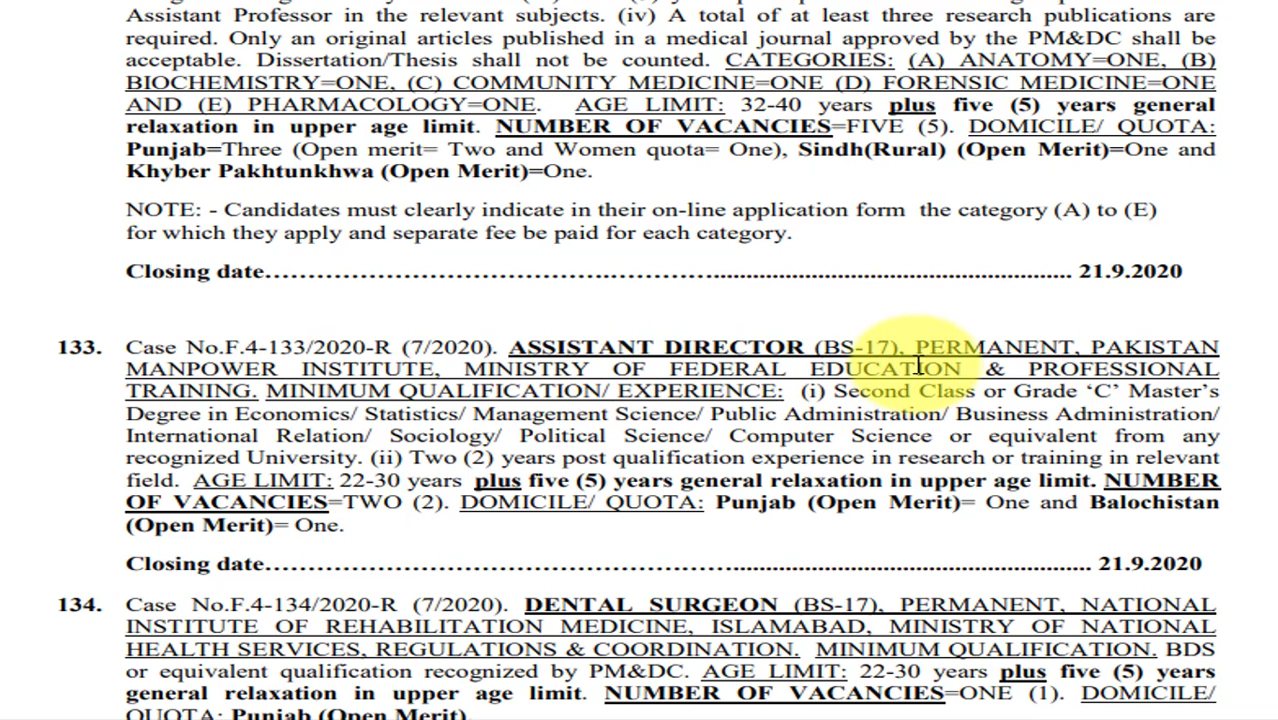 Assistant Professor in the relevant subjects. (iv) A total of at least three research publications are
required. Only an original articles published in a medical journal approved by the PM&DC shall be
acceptable. Dissertation/Thesis shall not be counted. CATEGORIES: (A) ANATOMY=ONE, (B)
BIOCHEMISTRY=ONE, (C) COMMUNITY MEDICINE=ONE (D) FORENSIC MEDICINE=ONE
AND (E) PHARMACOLOGY=ONE. AGE LIMIT: 32-40 years plus five (5) years general
relaxation in upper age limit. NUMBER OF VACANCIES=FIVE (5). DOMICILE/ QUOTA:
Punjab=Three (Open merit= Two and Women quota= One), Sindh(Rural) (Open Merit)=One and
Khyber Pakhtunkhwa (Open Merit)=One.
NOTE: - Candidates must clearly indicate in their on-line application form the category (A) to (E)
for which they apply and separate fee be paid for each category.
Closing date………………………………………………..................................................... 21.9.2020
133. Case No.F.4-133/2020-R (7/2020). ASSISTANT DIRECTOR (BS-17), PERMANENT, PAKISTAN
MANPOWER INSTITUTE, MINISTRY OF FEDERAL EDUCATION & PROFESSIONAL
TRAINING. MINIMUM QUALIFICATION/ EXPERIENCE: (i) Second Class or Grade ‘C’ Master’s
Degree in Economics/ Statistics/ Management Science/ Public Administration/ Business Administration/
International Relation/ Sociology/ Political Science/ Computer Science or equivalent from any
recognized University. (ii) Two (2) years post qualification experience in research or training in relevant
field. AGE LIMIT: 22-30 years plus five (5) years general relaxation in upper age limit. NUMBER
OF VACANCIES=TWO (2). DOMICILE/ QUOTA: Punjab (Open Merit)= One and Balochistan
(Open Merit)= One.
Closing date………………………………………………..................................................... 21.9.2020
134. Case No.F.4-134/2020-R (7/2020). DENTAL SURGEON (BS-17), PERMANENT, NATIONAL
INSTITUTE OF REHABILITATION MEDICINE, ISLAMABAD, MINISTRY OF NATIONAL
HEALTH SERVICES, REGULATIONS & COORDINATION. MINIMUM QUALIFICATION. BDS
or equivalent qualification recognized by PM&DC. AGE LIMIT: 22-30 years plus five (5) years
general relaxation in upper age limit. NUMBER OF VACANCIES=ONE (1). DOMICILE/
QUOTA: Punjab (Open Merit).